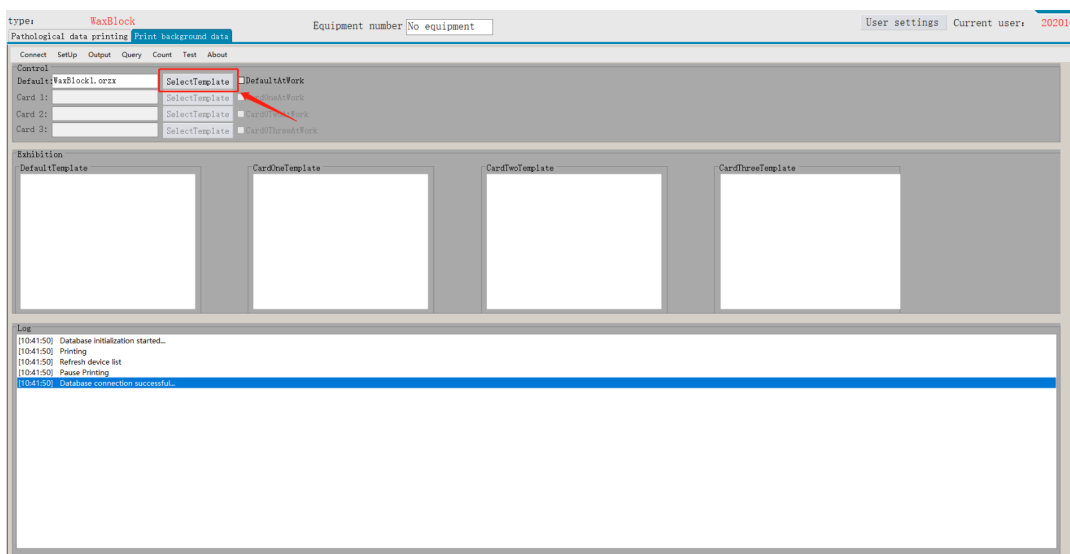 type: WaxBlock Equipment number No equipment User settings Current user: 20201
Pathological data printing Print background data
Connect SetUp Output Query Count Test About
Control
Default: WaxBlock1.orzx SelectTemplate DefaultAtWork
Card 1: SelectTemplate
Card 2: SelectTemplate
Card 3: SelectTemplate Card0ThreeAtWork
Exhibition
DefaultTemplate CardOneTemplate CardTwoTemplate CardThreeTemplate
Log
[10:41:50] Database initialization started...
[10:41:50] Printing
[10:41:50] Refresh device list
[10:41:50] Pause Printing
[10:41:50] Database connection successful...